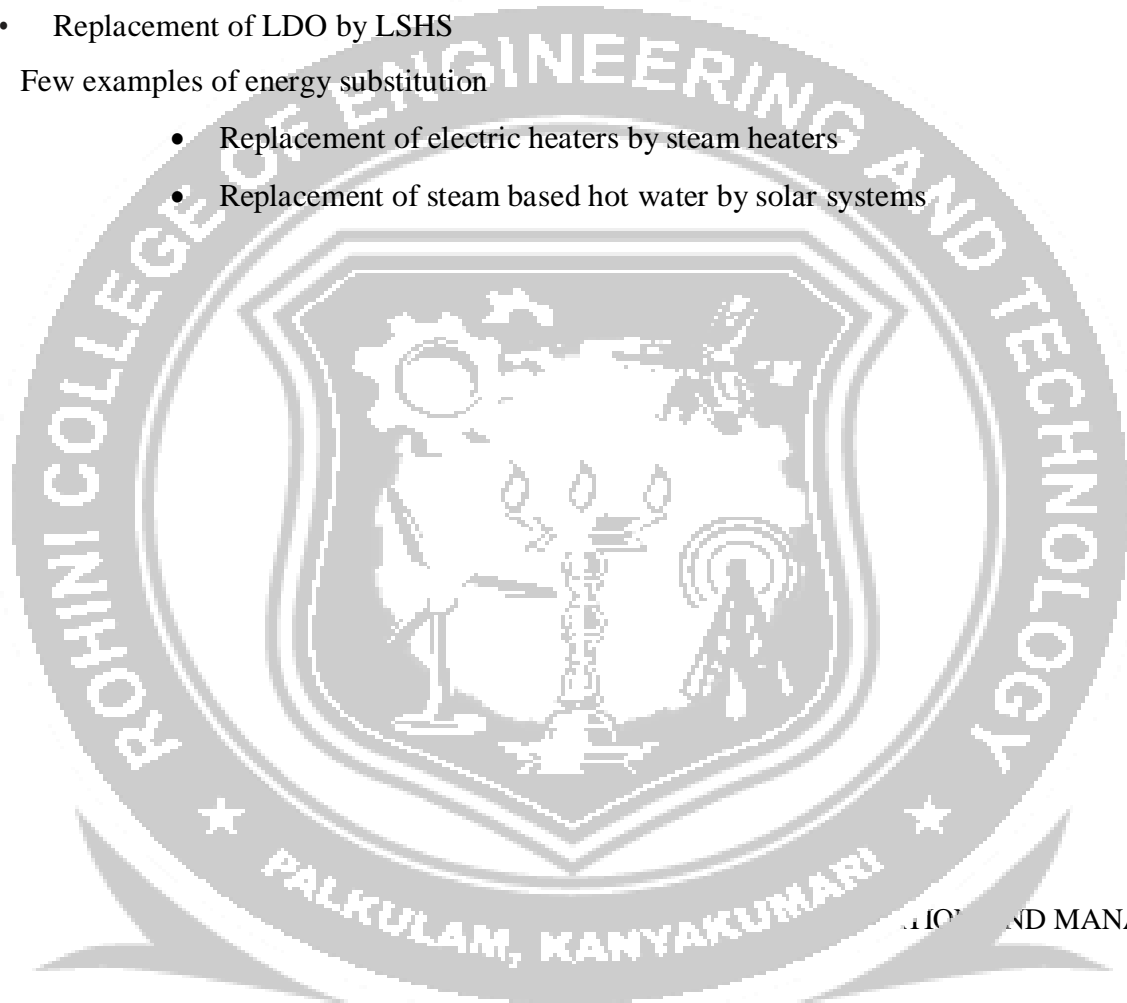 • Replacement of LDO by LSHS
Few examples of energy substitution
• Replacement of electric heaters by steam heaters
• Replacement of steam based hot water by solar systems
ROHINI COLLEGE OF ENGINEERING AND TECHNOLOGY
PALKULAM, KANYAKUMARI